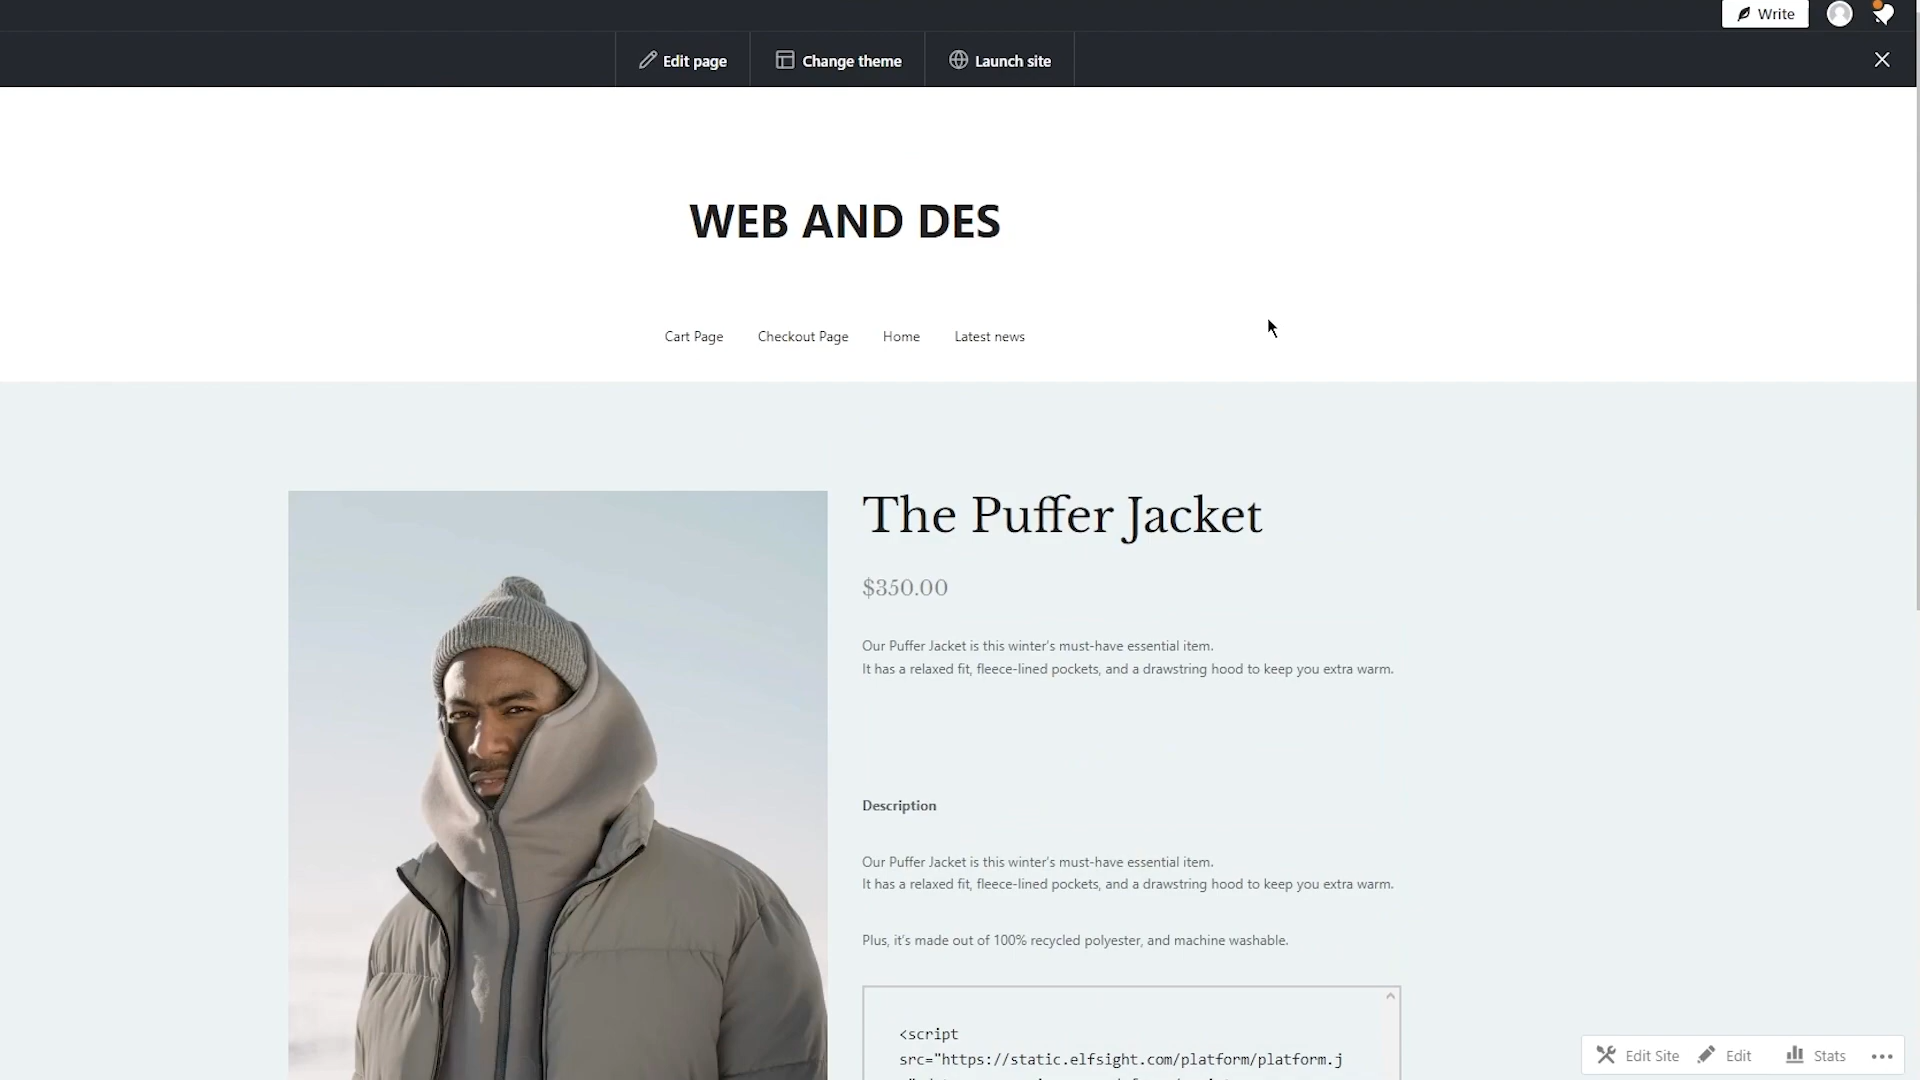 Write
Edit page
Change theme
Launch site
WEB AND DES
Cart Page
Checkout Page
Home
Latest news
The Puffer Jacket
$350.00
Our Puffer Jacket is this winter's must-have essential item.
It has a relaxed fit, fleece-lined pockets, and a drawstring hood to keep you extra warm.
Description
Our Puffer Jacket is this winter's must-have essential item.
It has a relaxed fit, fleece-lined pockets, and a drawstring hood to keep you extra warm.
Plus, it's made out of 100% recycled polyester, and machine washable.
<script
src="https://static.elfsight.com/platform/platform.j
Edit Site
Edit
Stats